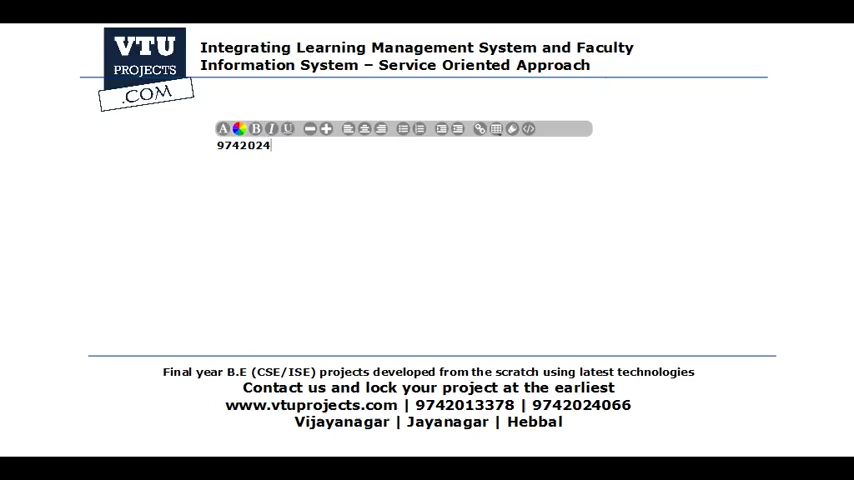 VTU
PROJECTS
.COM
Integrating Learning Management System and Faculty
Information System – Service Oriented Approach
A B I U
9742024
Final year B.E (CSE/ISE) projects developed from the scratch using latest technologies
Contact us and lock your project at the earliest
www.vtuprojects.com | 9742013378 | 9742024066
Vijayanagar | Jayanagar | Hebbal